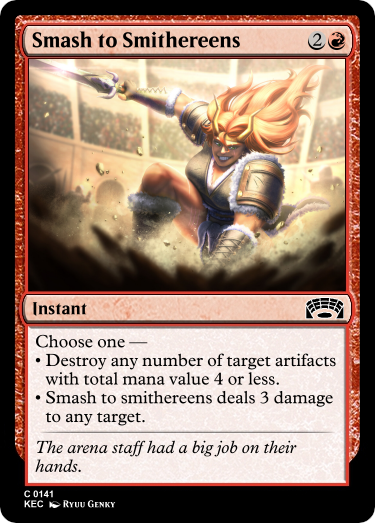 Smash to Smithereens 2
Instant
Choose one —
• Destroy any number of target artifacts
with total mana value 4 or less.
• Smash to smithereens deals 3 damage
to any target.
The arena staff had a big job on their
hands.
C 0141
KEC Ryuu Genky